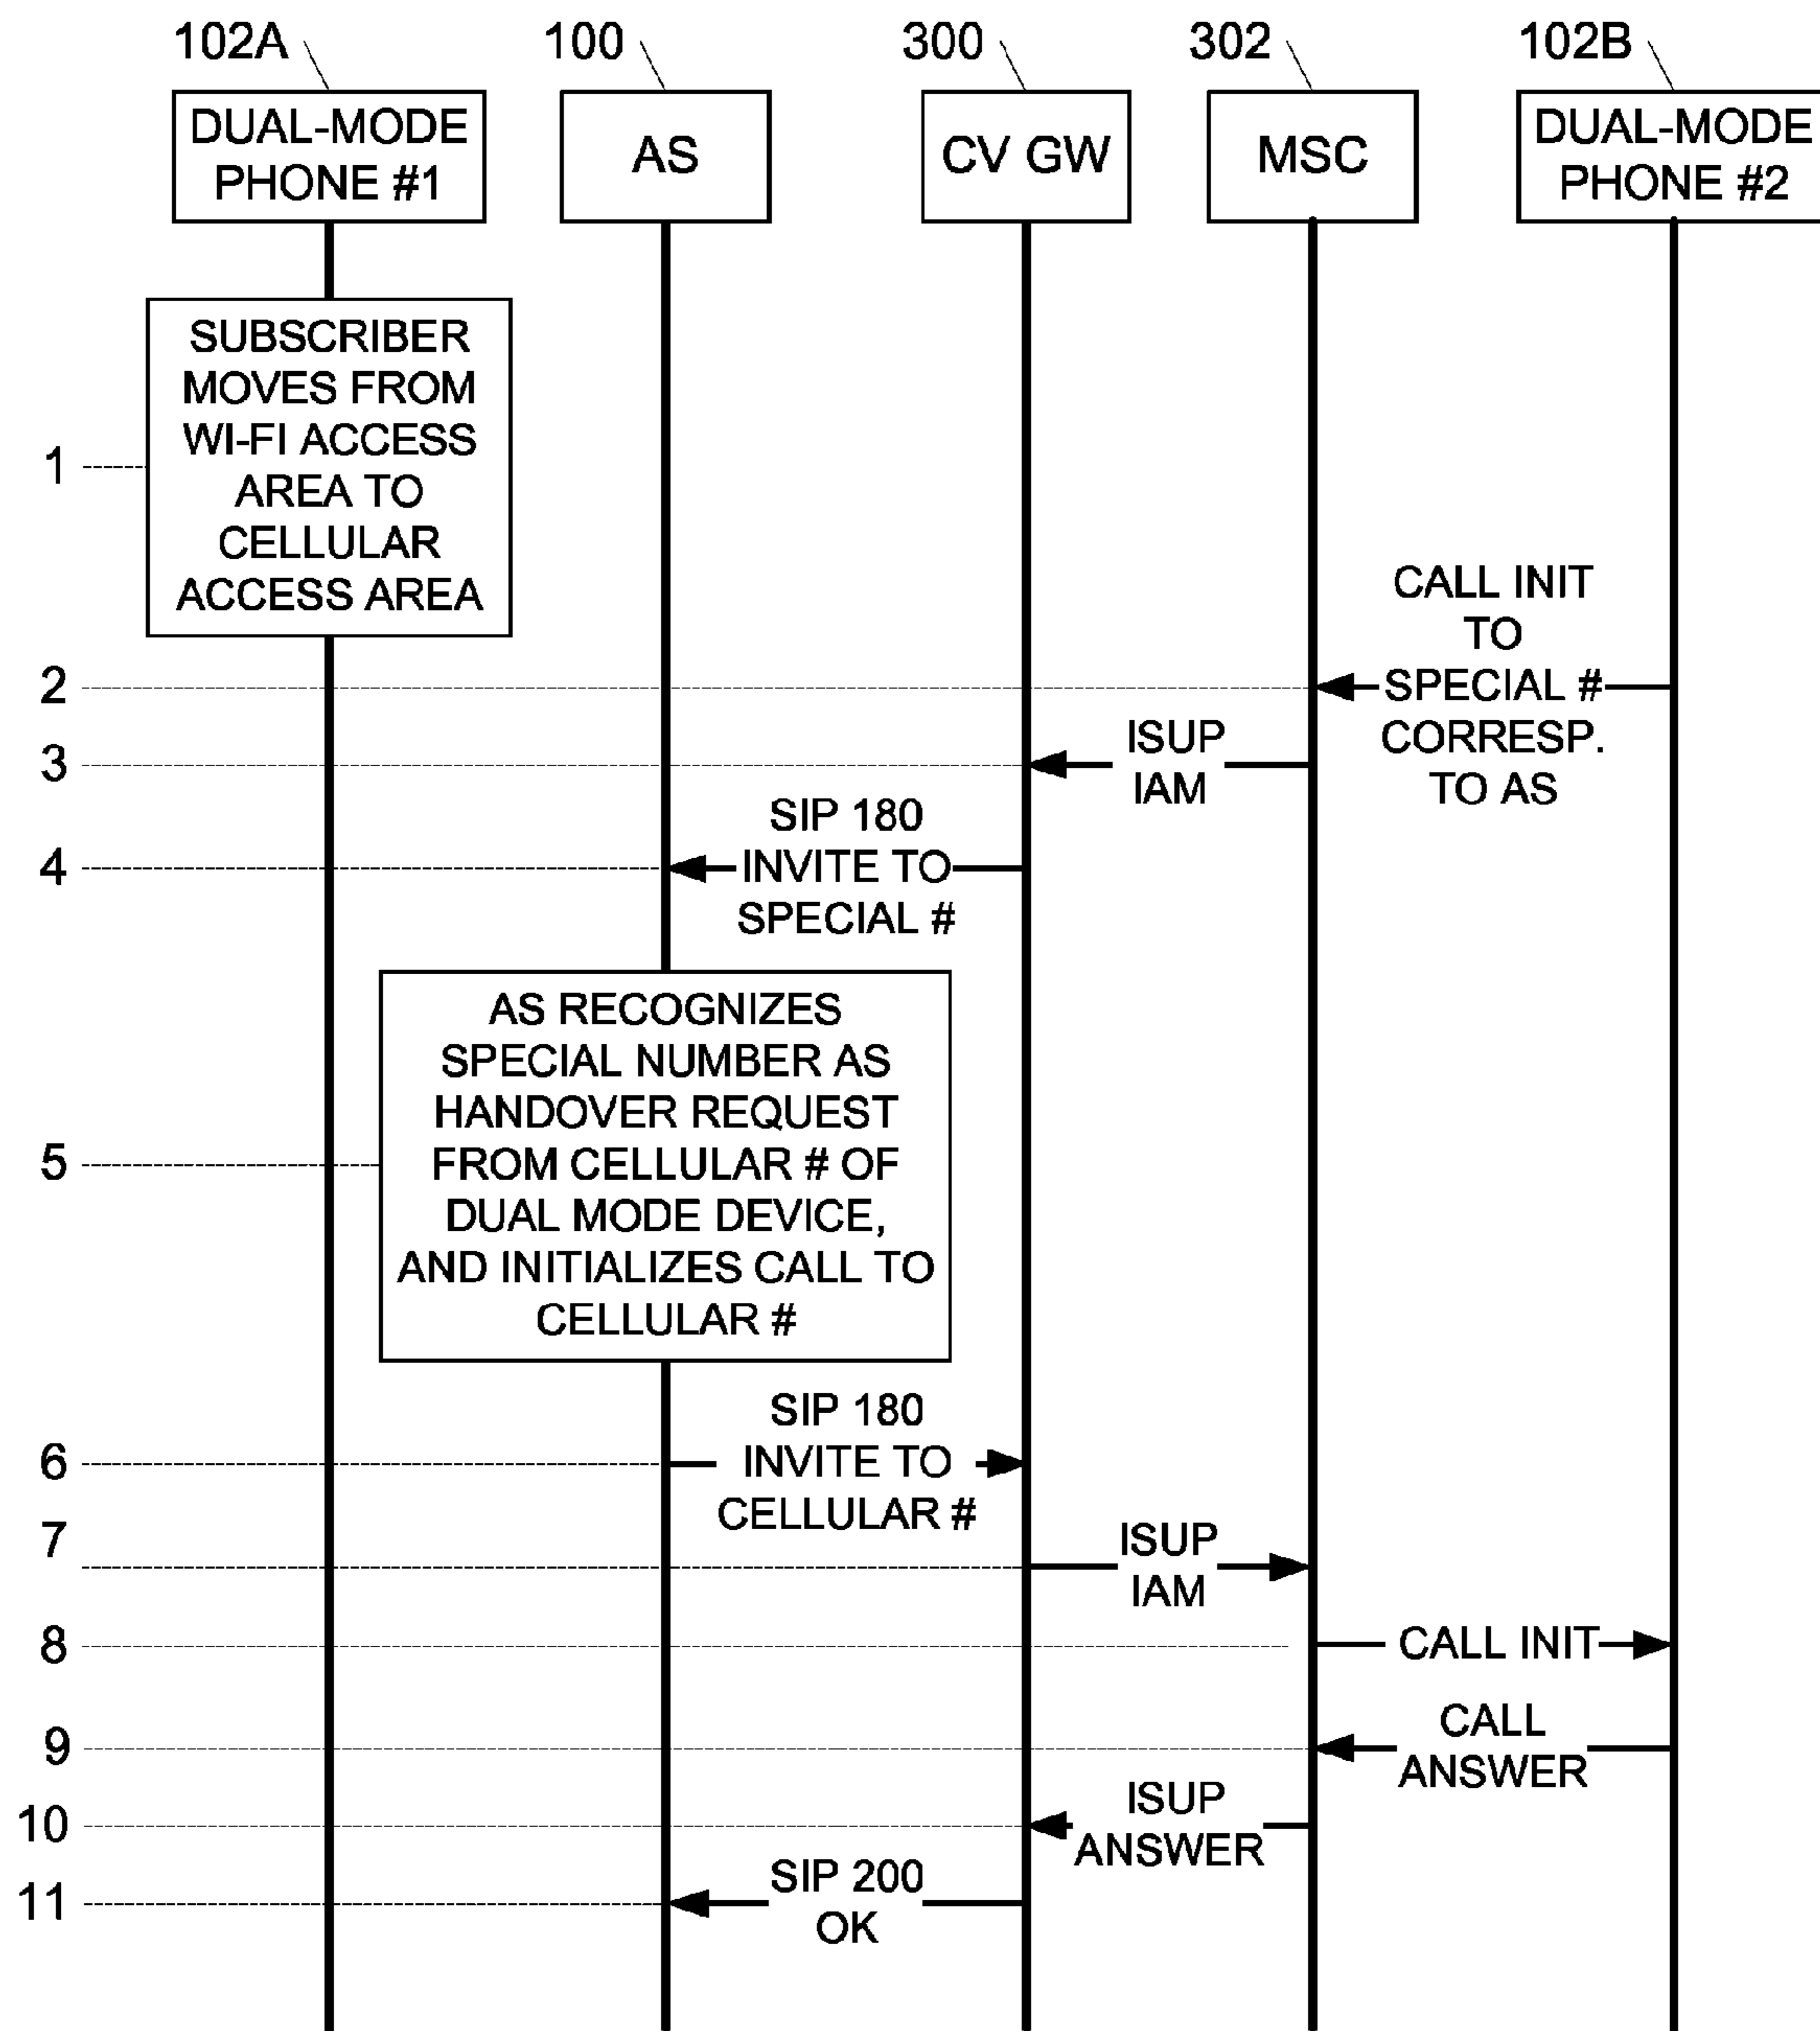 102A
100
300
302
102B
DUAL-MODE
PHONE #1
AS
CV GW
MSC
DUAL-MODE
PHONE #2
1
SUBSCRIBER
MOVES FROM
WI-FI ACCESS
AREA TO
CELLULAR
ACCESS AREA
2
CALL INIT
TO
SPECIAL #
CORRESP.
TO AS
3
ISUP
IAM
4
SIP 180
INVITE TO
SPECIAL #
5
AS RECOGNIZES
SPECIAL NUMBER AS
HANDOVER REQUEST
FROM CELLULAR # OF
DUAL MODE DEVICE,
AND INITIALIZES CALL TO
CELLULAR #
6
SIP 180
INVITE TO
CELLULAR #
7
ISUP
IAM
8
CALL INIT
9
CALL
ANSWER
10
ISUP
ANSWER
11
SIP 200
OK